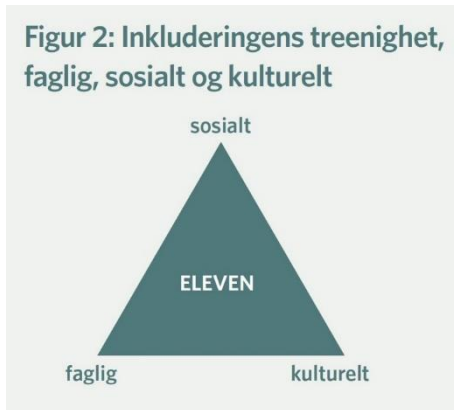 Figur 2: Inkluderingens treenighet,
faglig, sosialt og kulturelt
sosialt
ELEVEN
faglig kulturelt